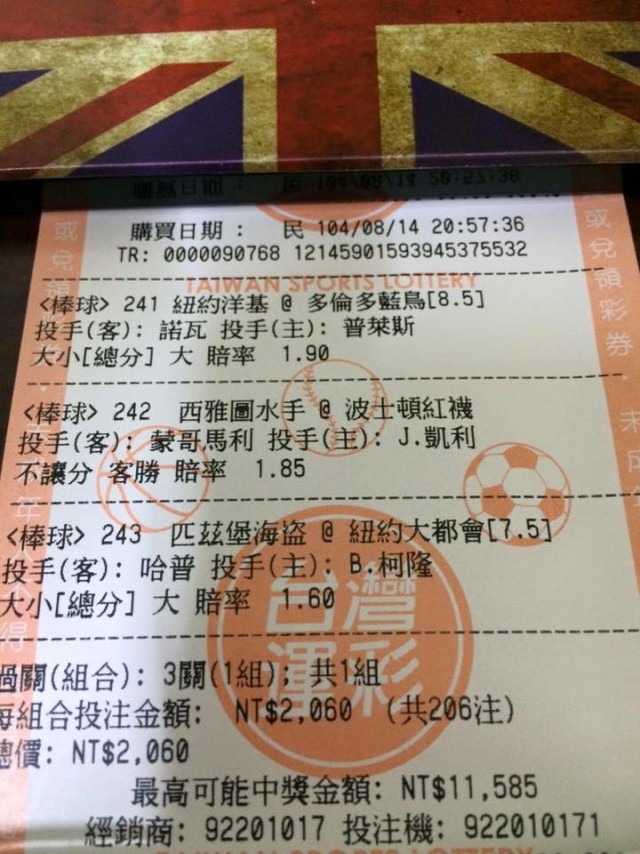 購買日期： 民 104/08/14 20:57:36
TR: 0000090768 12145901593945375532
TAIWAN SPORTS LOTTERY
<棒球> 241 紐約洋基 @ 多倫多藍鳥[8.5]
投手(客): 諾瓦 投手(主): 普萊斯
大小[總分] 大 賠率 1.90
<棒球> 242 西雅圖水手 @ 波士頓紅襪
投手(客): 蒙哥馬利 投手(主): J.凱利
不讓分 客勝 賠率 1.85
<棒球> 243 匹茲堡海盜 @ 紐約大都會[7.5]
投手(客): 哈普 投手(主): B.柯隆
大小[總分] 大 賠率 1.60
過關(組合): 3關(1組); 共1組
每組合投注金額: NT$2,060 (共206注)
總價: NT$2,060
最高可能中獎金額: NT$11,585
經銷商: 92201017 投注機: 922010171
台灣
運彩
或兌領彩券
未成